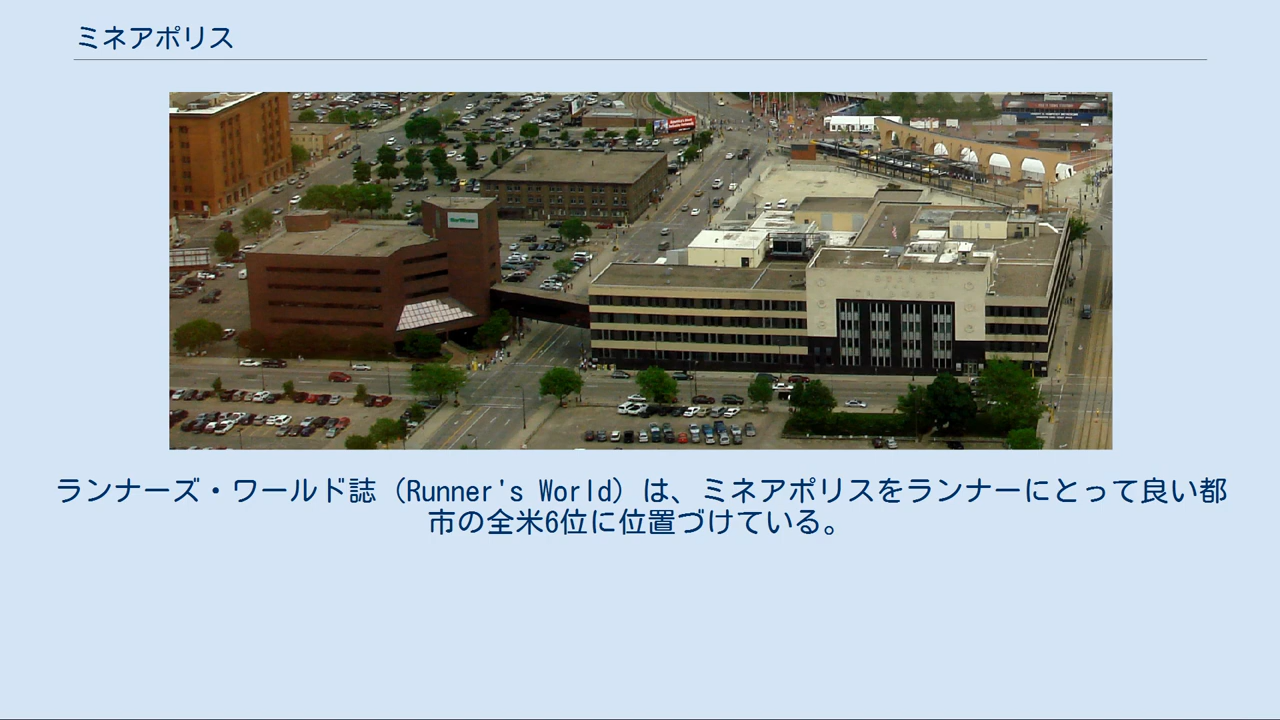 ミネアポリス
ランナーズ・ワールド誌（Runner's World）は、ミネアポリスをランナーにとって良い都
市の全米6位に位置づけている。